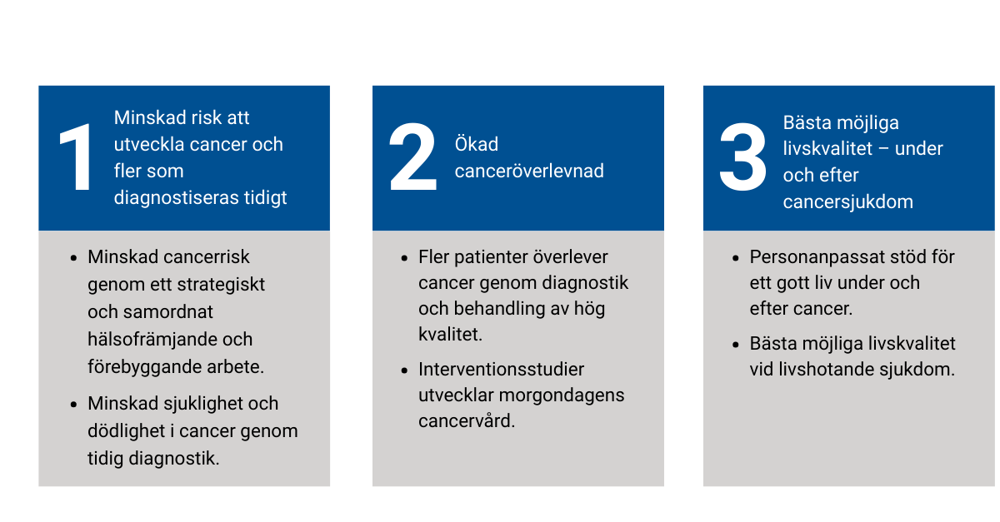 1
Minskad risk att
utveckla cancer och
fler som
diagnostiseras tidigt
• Minskad cancerrisk
genom ett strategiskt
och samordnat
hälsofrämjande och
förebyggande arbete.
• Minskad sjuklighet och
dödlighet i cancer genom
tidig diagnostik.
2
Ökad
canceröverlevnad
• Fler patienter överlever
cancer genom diagnostik
och behandling av hög
kvalitet.
• Interventionsstudier
utvecklar morgondagens
cancervård.
3
Bästa möjliga
livskvalitet – under
och efter
cancersjukdom
• Personanpassat stöd för
ett gott liv under och
efter cancer.
• Bästa möjliga livskvalitet
vid livshotande sjukdom.